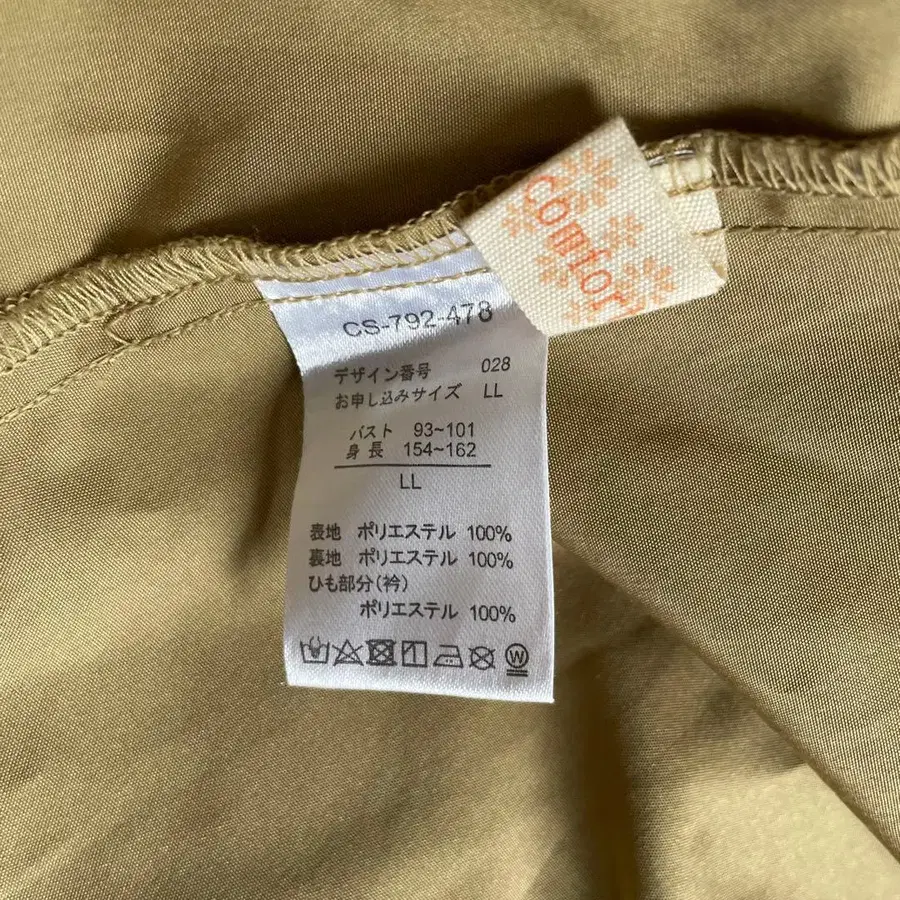 Comfor
CS-792-478
デザイン番号 028
お申し込みサイズ LL
バスト 93~101
身長 154~162
LL
表地 ポリエステル 100%
裏地 ポリエステル 100%
ひも部分(衿)
ポリエステル 100%
W